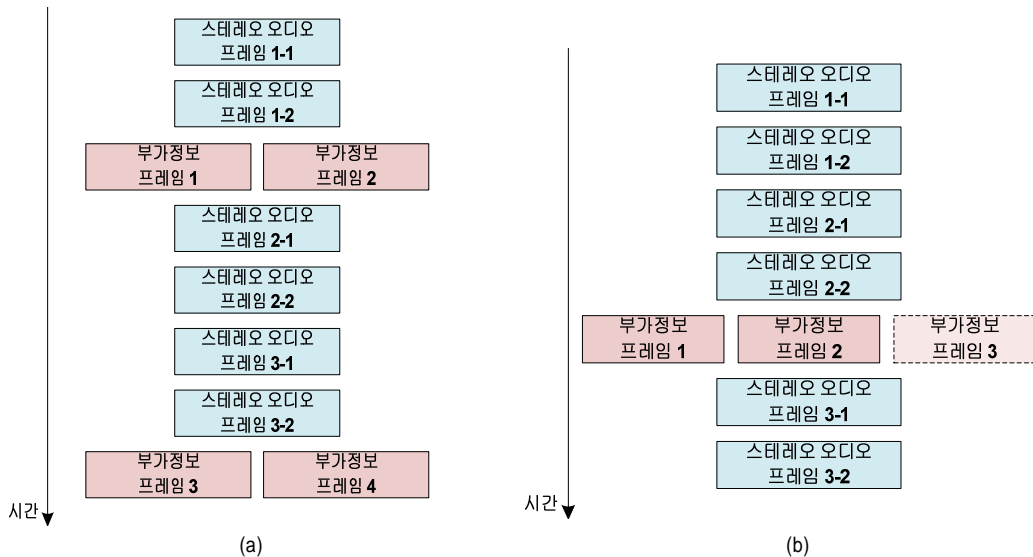 스테레오 오디오
프레임 1-1
스테레오 오디오
프레임 1-2
부가정보
프레임 1
부가정보
프레임 2
스테레오 오디오
프레임 2-1
스테레오 오디오
프레임 2-2
스테레오 오디오
프레임 3-1
스테레오 오디오
프레임 3-2
부가정보
프레임 3
부가정보
프레임 4
시간
(a)
스테레오 오디오
프레임 1-1
스테레오 오디오
프레임 1-2
스테레오 오디오
프레임 2-1
스테레오 오디오
프레임 2-2
부가정보
프레임 1
부가정보
프레임 2
부가정보
프레임 3
스테레오 오디오
프레임 3-1
스테레오 오디오
프레임 3-2
시간
(b)